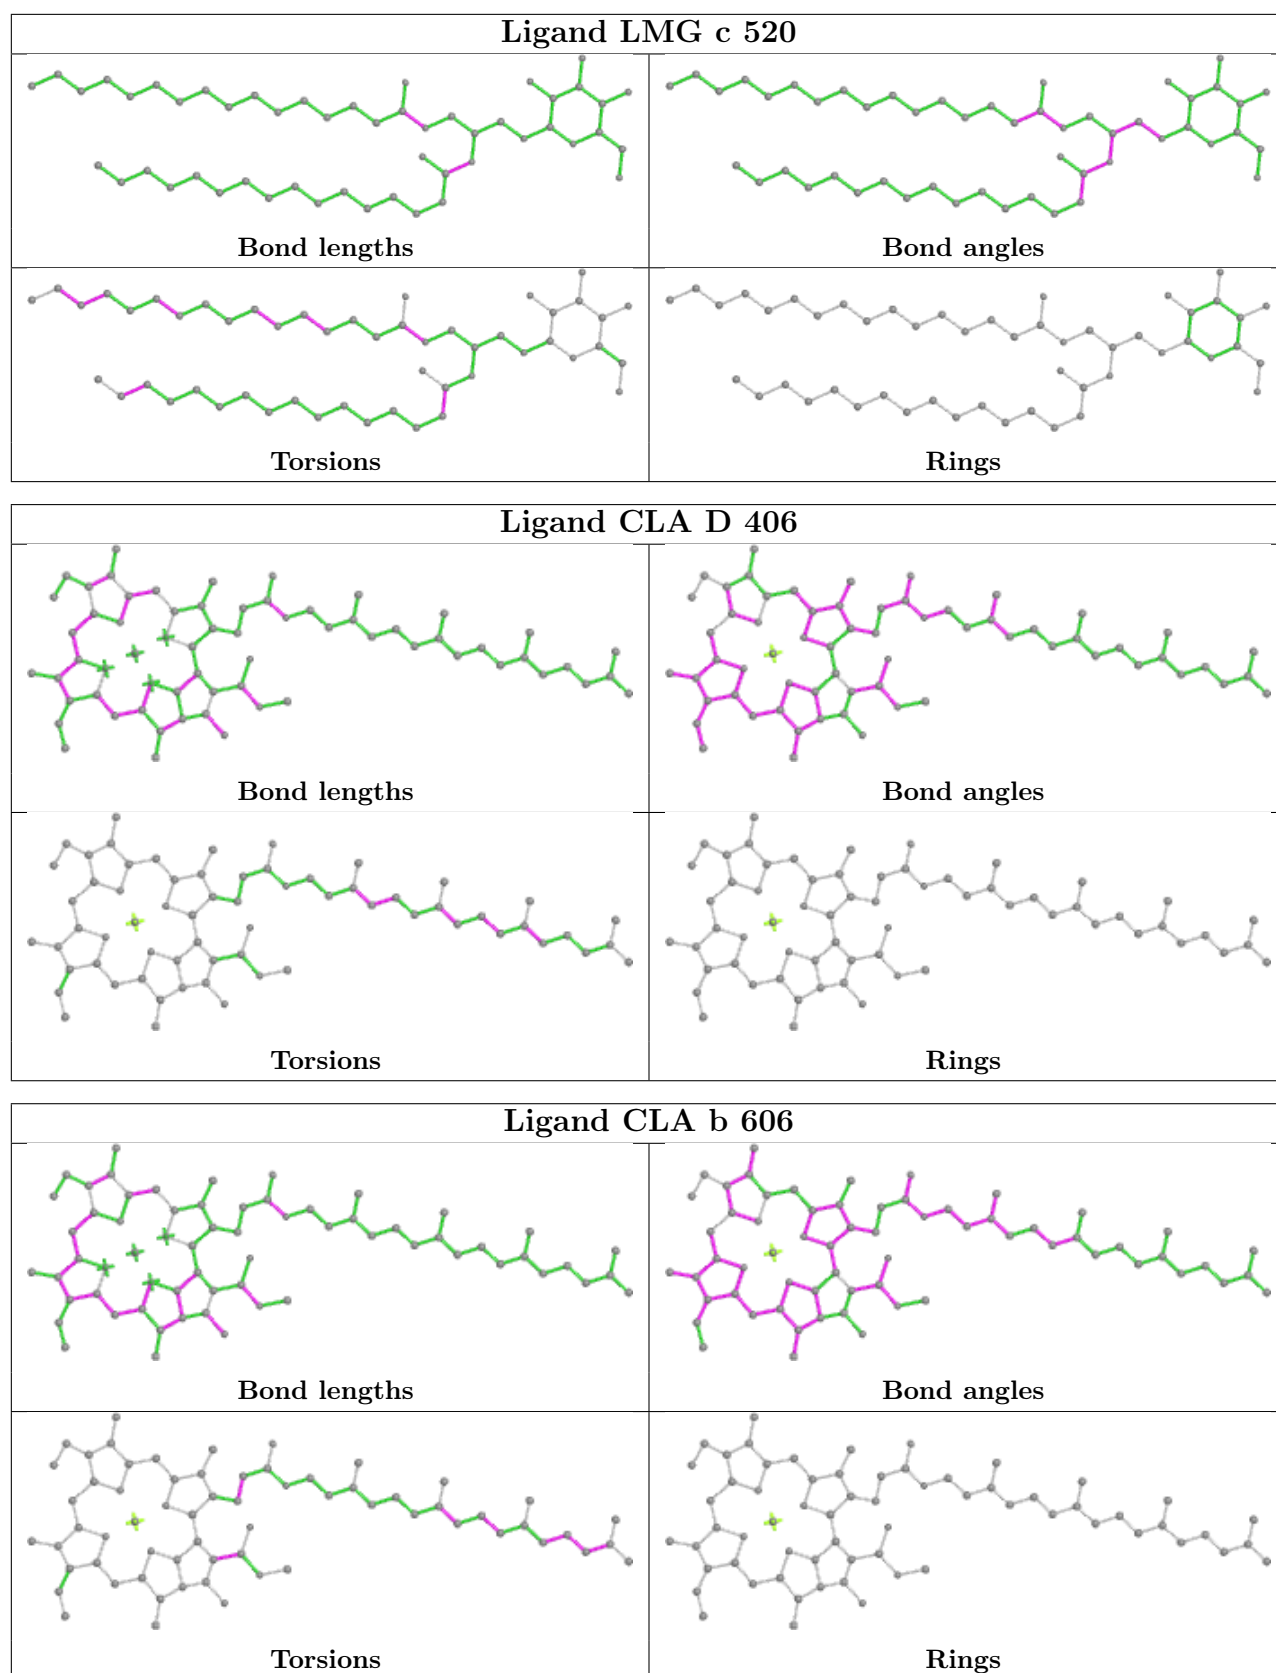 Ligand LMG c 520
Bond lengths
Bond angles
Torsions
Rings
Ligand CLA D 406
Bond lengths
Bond angles
Torsions
Rings
Ligand CLA b 606
Bond lengths
Bond angles
Torsions
Rings